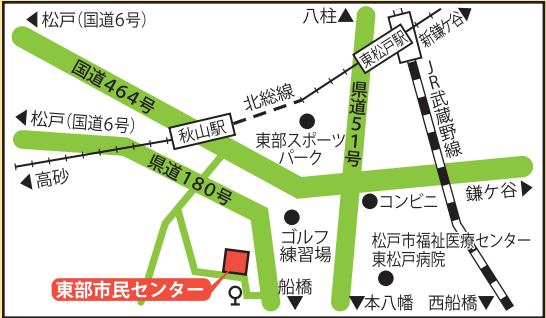 ◀松戸(国道6号)
八柱▲
新鎌ケ谷▶
東松戸駅
国道464号
北総線
JR武蔵野線
◀松戸(国道6号)
秋山駅
県道51号
東部スポーツ
パーク
◀高砂
県道180号
鎌ケ谷▶
コンビニ
ゴルフ
練習場
松戸市福祉医療センター
東松戸病院
東部市民センター
船橋▼
▼本八幡
西船橋▼